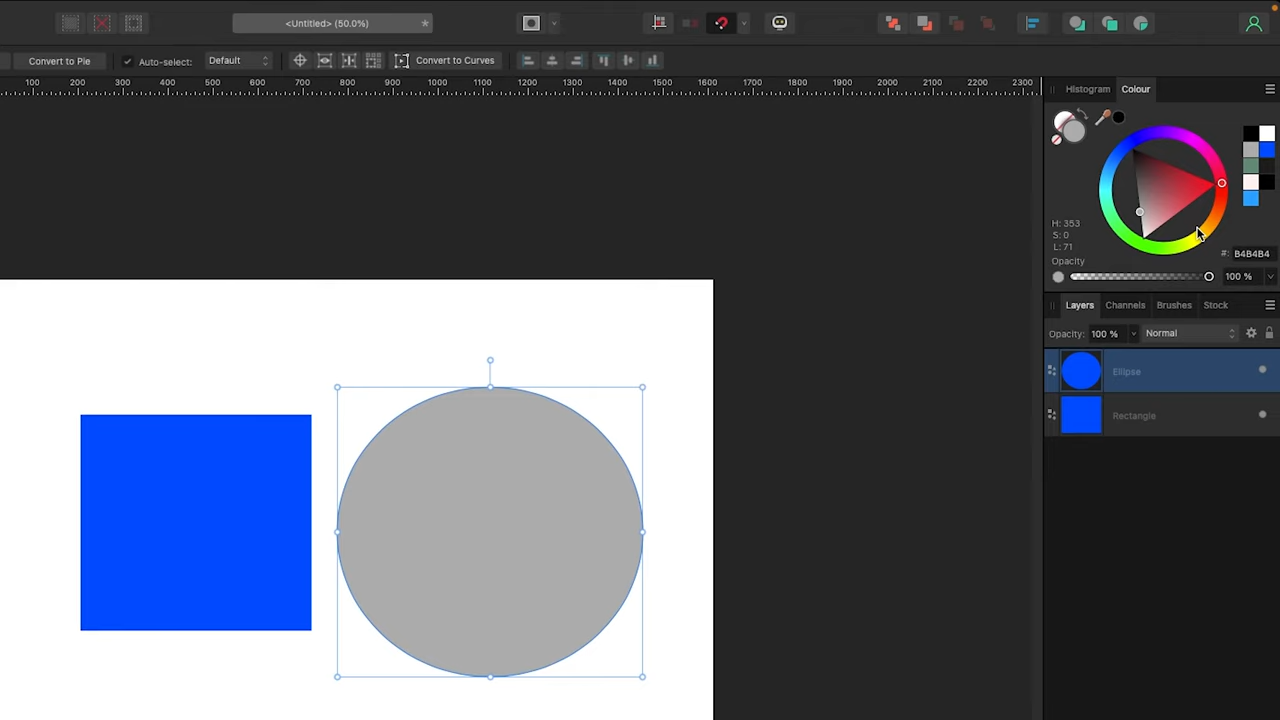 <Untitled> (50.0%)
Convert to Pie
Auto-select:
Default
Convert to Curves
100 200 300 400 500 600 700 800 900 1000 1100 1200 1300 1400 1500 1600 1700 1800 1900 2000 2100 2200 2300
Histogram Colour
H: 353
S: 0
L: 71
#: B4B4B4
Opacity
100 %
Layers Channels Brushes Stock
Opacity: 100 % Normal
Ellipse
Rectangle